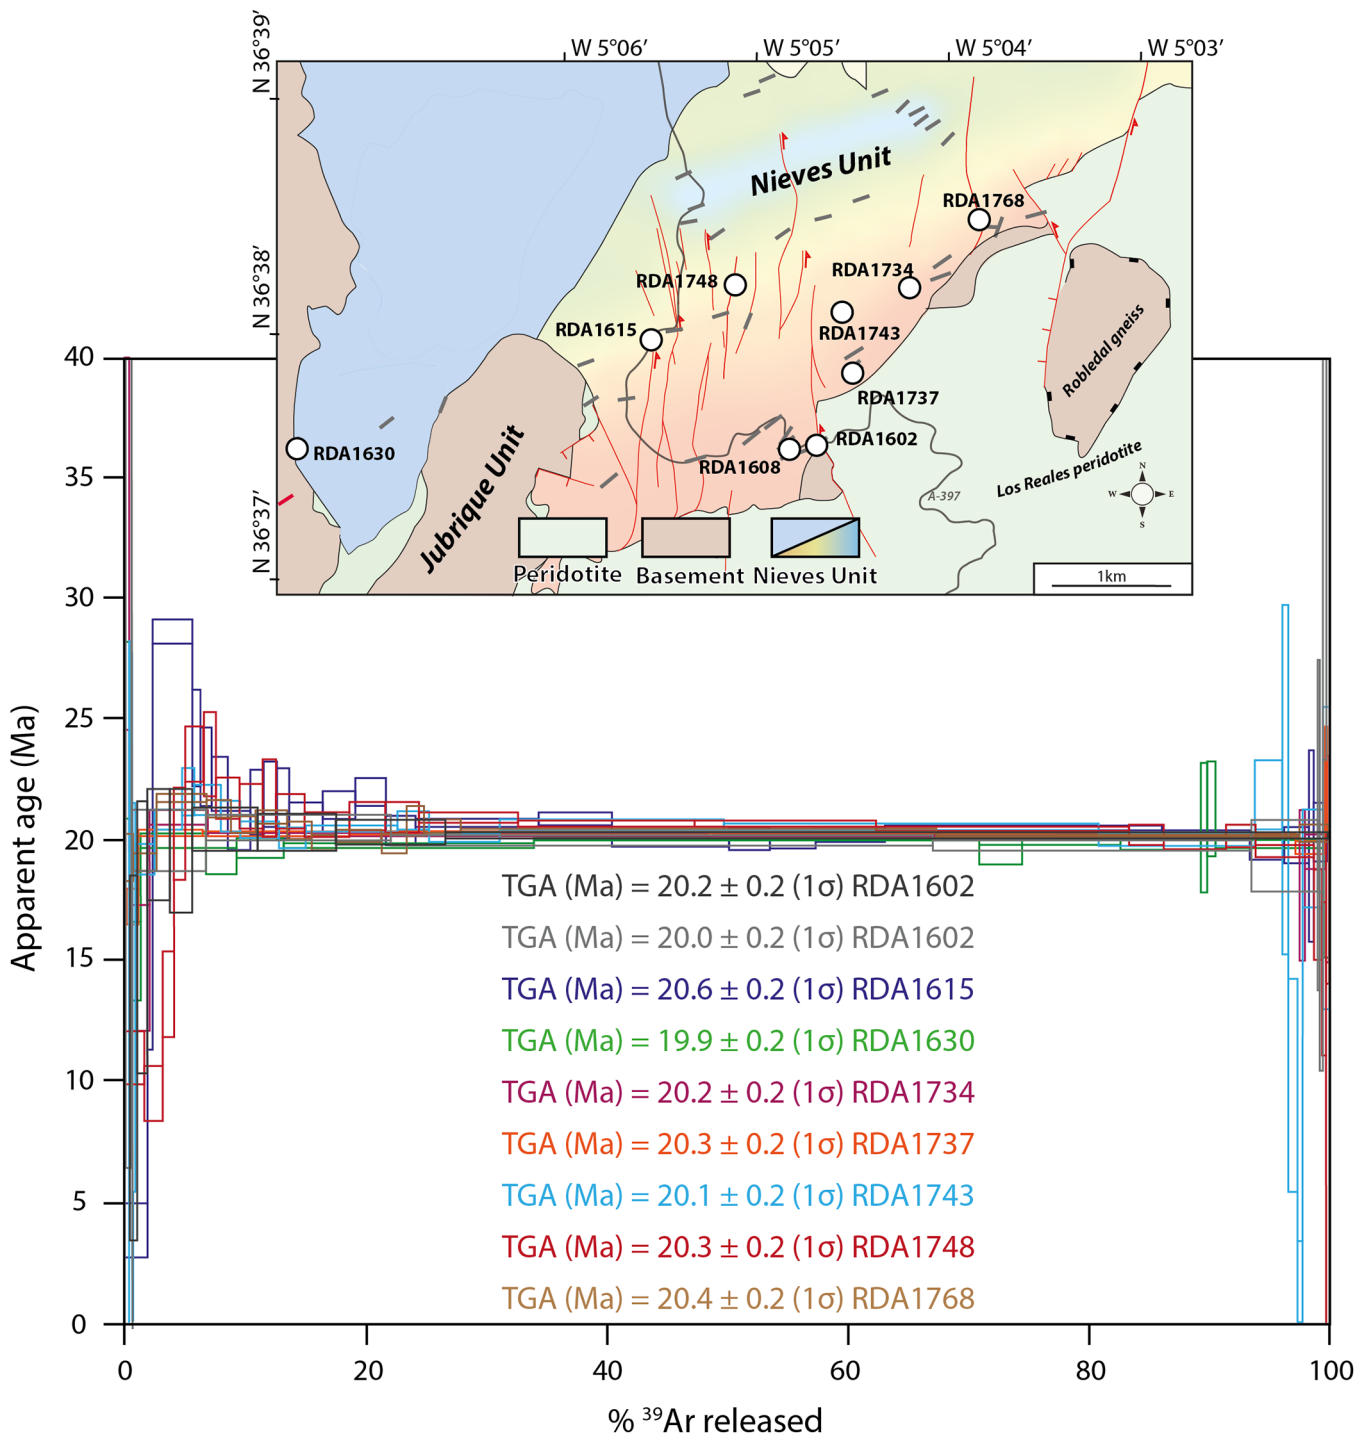 W 5°06′
W 5°05′
W 5°04′
W 5°03′
N 36°39′
N 36°38′
N 36°37′
Nieves Unit
RDA1768
RDA1734
RDA1748
RDA1743
RDA1615
RDA1737
RDA1602
RDA1608
RDA1630
Robledal gneiss
Jubrique Unit
Los Reales peridotite
A-397
N
W E
S
Peridotite Basement Nieves Unit
1km
40
35
30
25
20
15
10
5
0
Apparent age (Ma)
TGA (Ma) = 20.2 ± 0.2 (1σ) RDA1602
TGA (Ma) = 20.0 ± 0.2 (1σ) RDA1602
TGA (Ma) = 20.6 ± 0.2 (1σ) RDA1615
TGA (Ma) = 19.9 ± 0.2 (1σ) RDA1630
TGA (Ma) = 20.2 ± 0.2 (1σ) RDA1734
TGA (Ma) = 20.3 ± 0.2 (1σ) RDA1737
TGA (Ma) = 20.1 ± 0.2 (1σ) RDA1743
TGA (Ma) = 20.3 ± 0.2 (1σ) RDA1748
TGA (Ma) = 20.4 ± 0.2 (1σ) RDA1768
0 20 40 60 80 100
% ³⁹Ar released